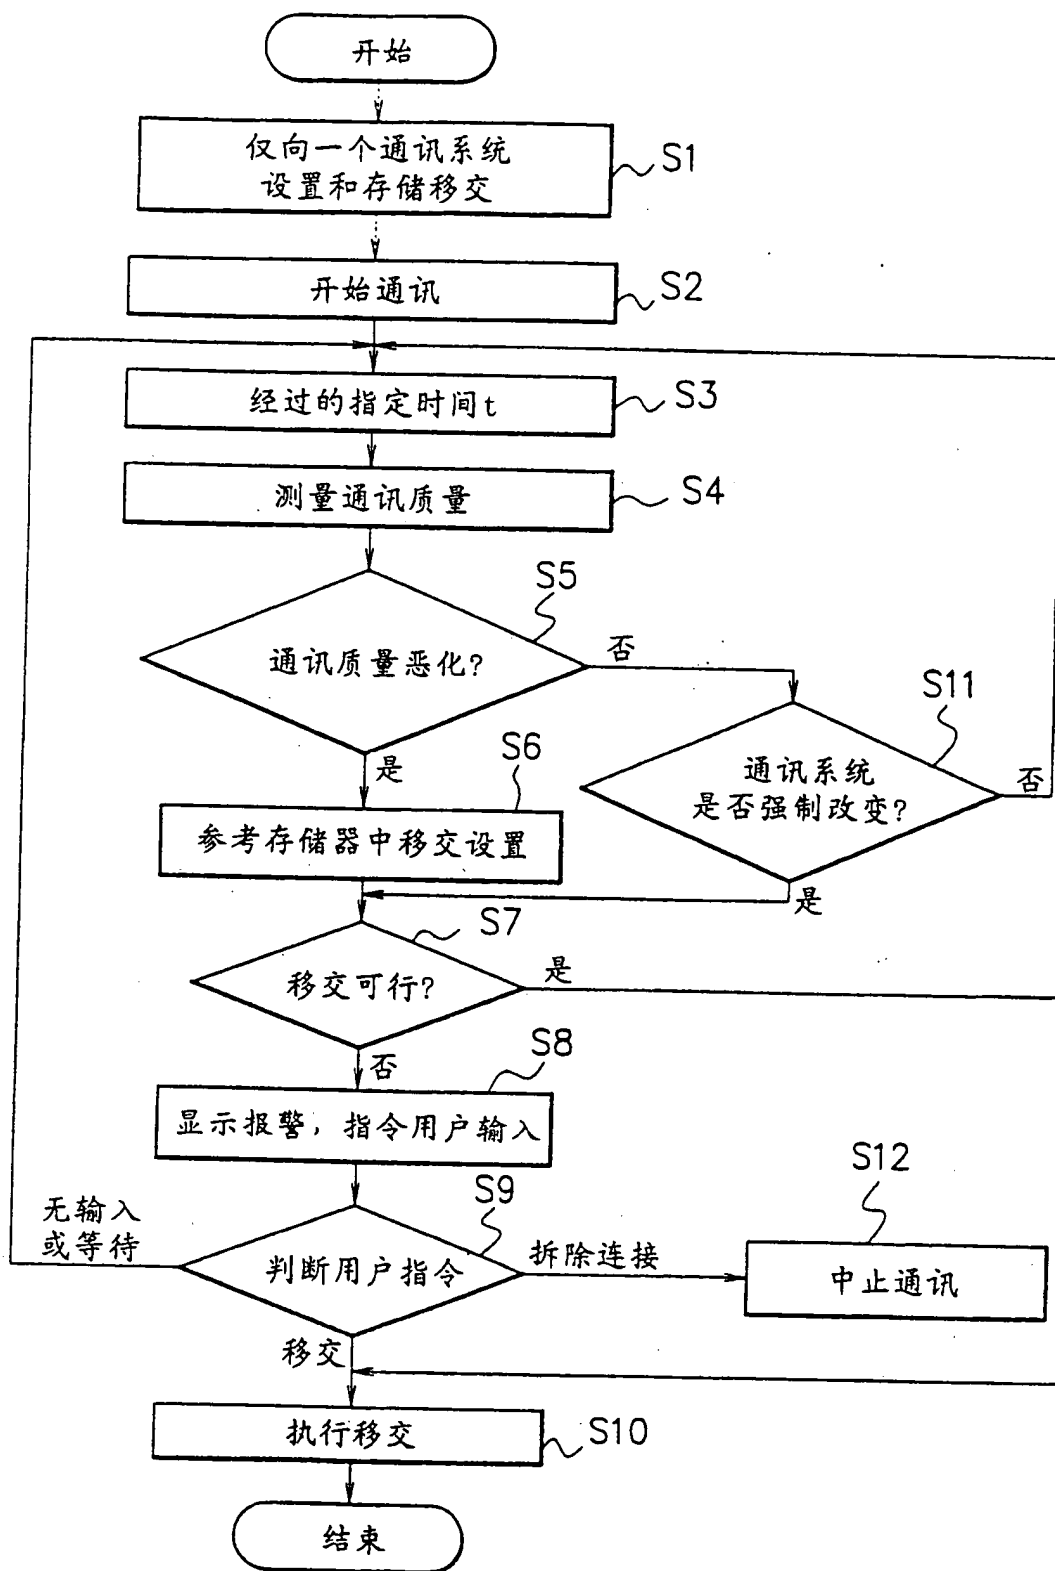 开始
仅向一个通讯系统
设置和存储移交
S1
开始通讯
S2
经过的指定时间t
S3
测量通讯质量
S4
S5
通讯质量恶化?
否
S11
通讯系统
是否强制改变?
否
是
S6
参考存储器中移交设置
是
S7
移交可行?
是
否
S8
显示报警，指令用户输入
S9
无输入
或等待
判断用户指令
拆除连接
S12
中止通讯
移交
执行移交
S10
结束